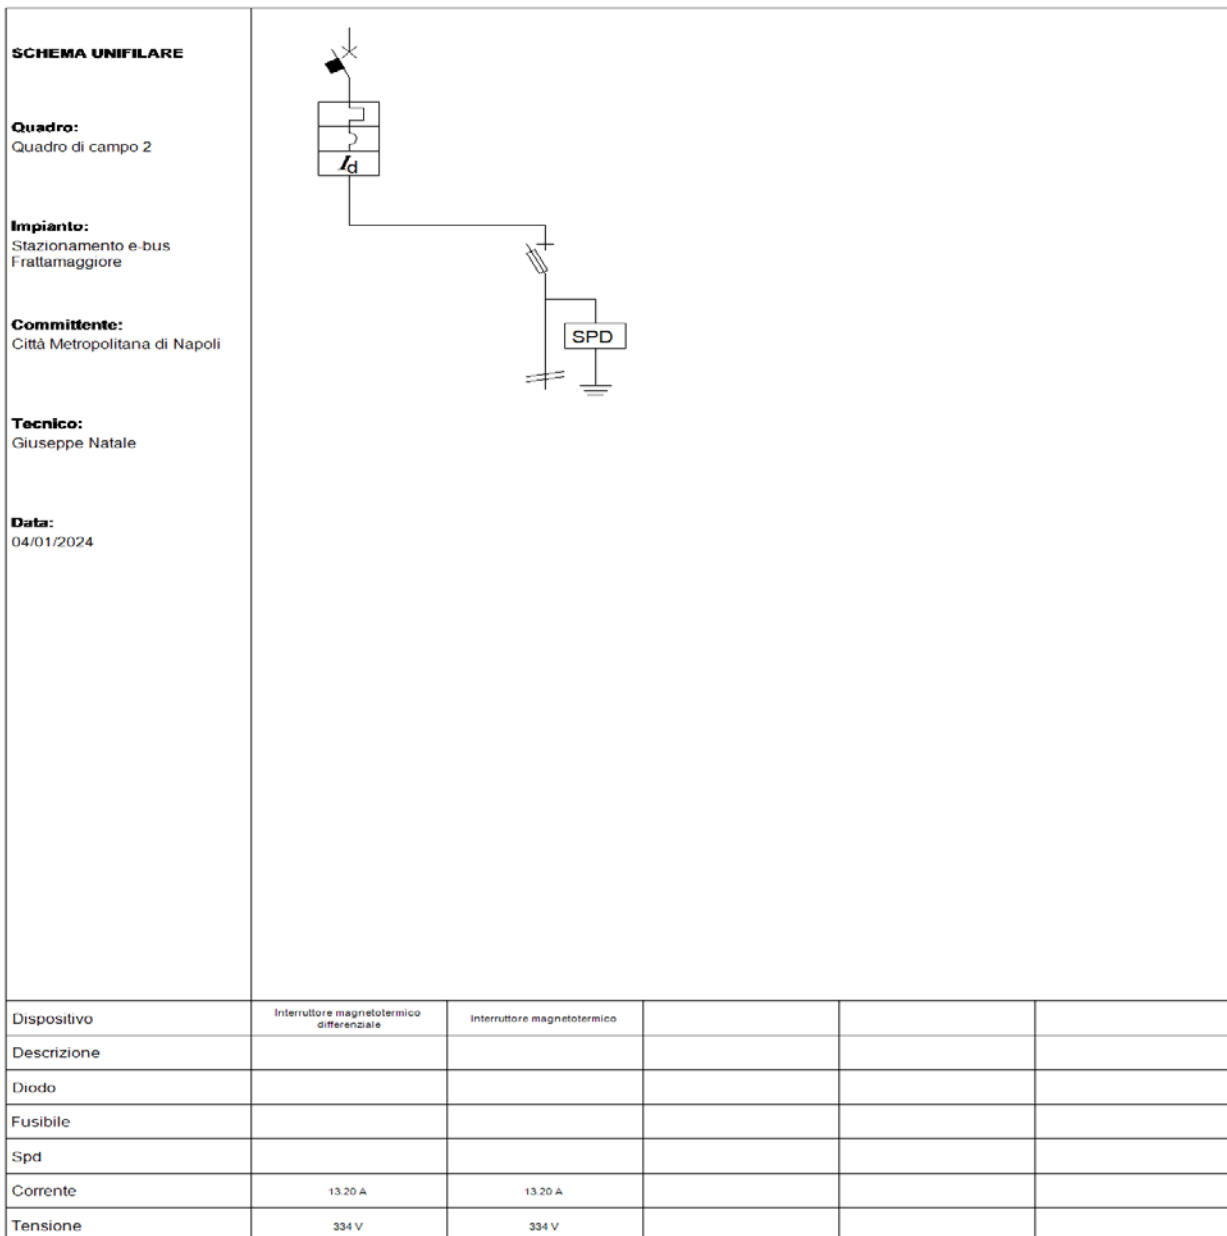 SCHEMA UNIFILARE
Quadro:
Quadro di campo 2
Impianto:
Stazionamento e-bus
Frattamaggiore
Committente:
Città Metropolitana di Napoli
Tecnico:
Giuseppe Natale
Data:
04/01/2024
Id
SPD
Dispositivo
Interruttore magnetotermico
differenziale
Interruttore magnetotermico
Descrizione
Diodo
Fusibile
Spd
Corrente 13.20 A 13.20 A
Tensione 334 V 334 V